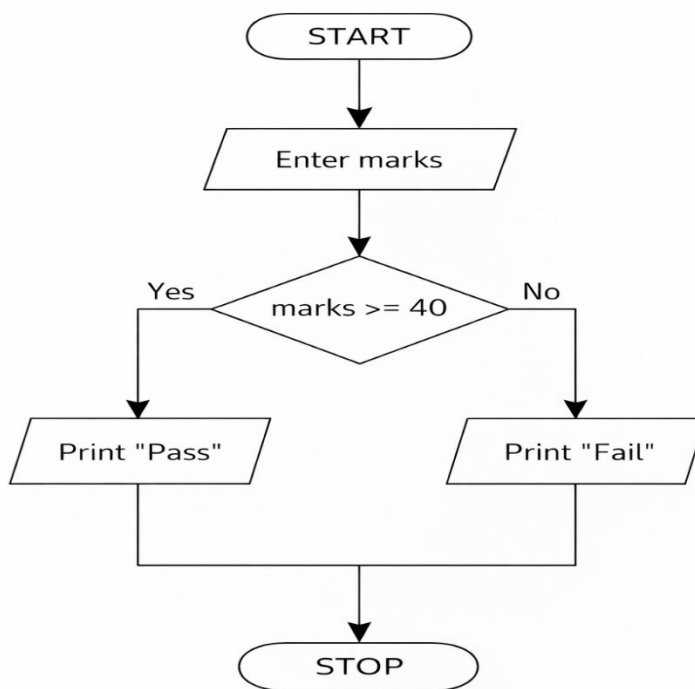 START
Enter marks
Yes
marks >= 40
No
Print "Pass"
Print "Fail"
STOP